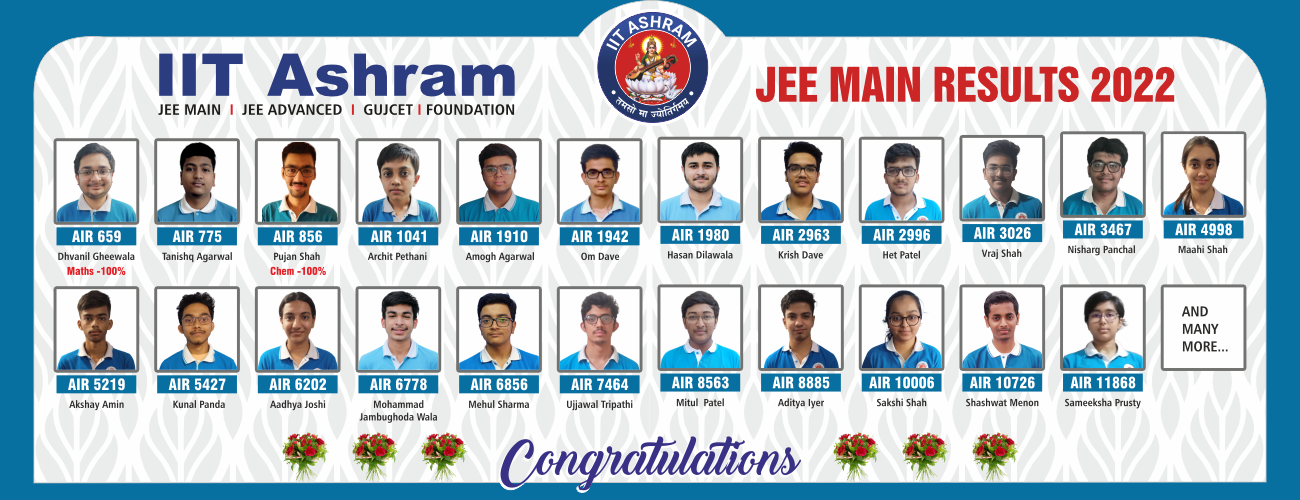 IIT Ashram
JEE MAIN | JEE ADVANCED | GUJCET | FOUNDATION
IIT ASHRAM
तमसो मा ज्योतिर्गमय
JEE MAIN RESULTS 2022
AIR 659
Dhvanil Gheewala
Maths -100%
AIR 775
Tanishq Agarwal
AIR 856
Pujan Shah
Chem -100%
AIR 1041
Archit Pethani
AIR 1910
Amogh Agarwal
AIR 1942
Om Dave
AIR 1980
Hasan Dilawala
AIR 2963
Krish Dave
AIR 2996
Het Patel
AIR 3026
Vraj Shah
AIR 3467
Nisharg Panchal
AIR 4998
Maahi Shah
AIR 5219
Akshay Amin
AIR 5427
Kunal Panda
AIR 6202
Aadhya Joshi
AIR 6778
Mohammad
Jambughoda Wala
AIR 6856
Mehul Sharma
AIR 7464
Ujjawal Tripathi
AIR 8563
Mitul Patel
AIR 8885
Aditya Iyer
AIR 10006
Sakshi Shah
AIR 10726
Shashwat Menon
AIR 11868
Sameeksha Prusty
AND
MANY
MORE...
Congratulations